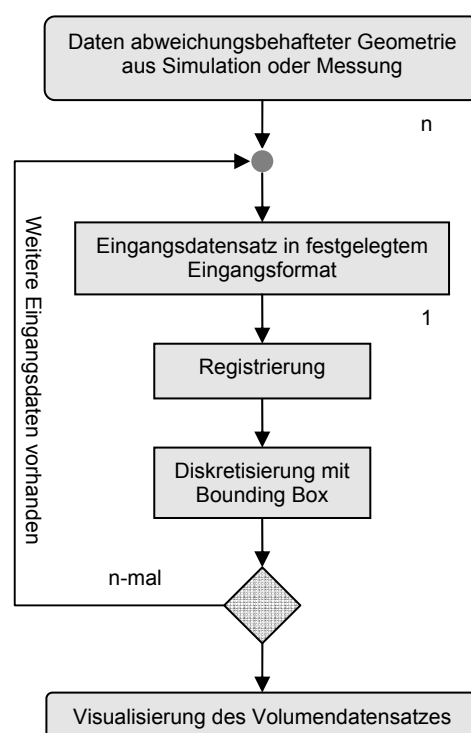 Daten abweichungsbehafteter Geometrie
aus Simulation oder Messung
n
Eingangsdatensatz in festgelegtem
Eingangsformat
1
Registrierung
Diskretisierung mit
Bounding Box
n-mal
Weitere Eingangsdaten vorhanden
Visualisierung des Volumendatensatzes